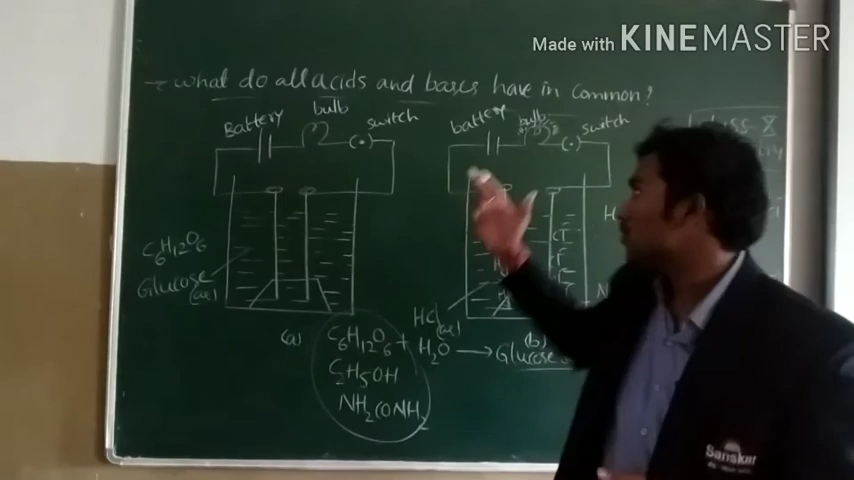 Made with KINEMASTER
→ what do all acids and bases have in common?
Battery bulb switch
battery bulb switch
C6H12O6
Glucose (aq)
HCl (aq)
(a)
(b)
C6H12O6 + H2O → Glucose
C2H5OH
NH2CONH2
Sanskar